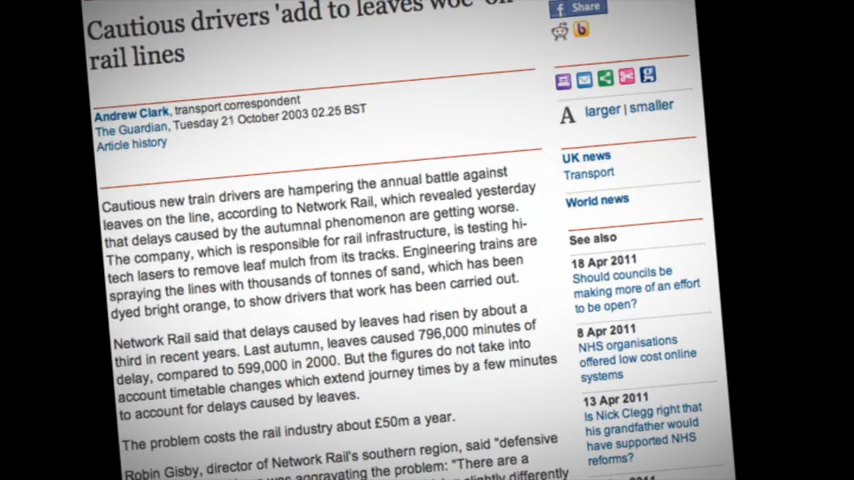 Cautious drivers 'add to leaves woe' on
rail lines
Andrew Clark, transport correspondent
The Guardian, Tuesday 21 October 2003 02.25 BST
Article history
Cautious new train drivers are hampering the annual battle against
leaves on the line, according to Network Rail, which revealed yesterday
that delays caused by the autumnal phenomenon are getting worse.
The company, which is responsible for rail infrastructure, is testing hi-
tech lasers to remove leaf mulch from its tracks. Engineering trains are
spraying the lines with thousands of tonnes of sand, which has been
dyed bright orange, to show drivers that work has been carried out.
Network Rail said that delays caused by leaves had risen by about a
third in recent years. Last autumn, leaves caused 796,000 minutes of
delay, compared to 599,000 in 2000. But the figures do not take into
account timetable changes which extend journey times by a few minutes
to account for delays caused by leaves.
The problem costs the rail industry about £50m a year.
Robin Gisby, director of Network Rail's southern region, said "defensive
was aggravating the problem: "There are a
slightly differently
f Share
A larger | smaller
UK news
Transport
World news
See also
18 Apr 2011
Should councils be
making more of an effort
to be open?
8 Apr 2011
NHS organisations
offered low cost online
systems
13 Apr 2011
Is Nick Clegg right that
his grandfather would
have supported NHS
reforms?